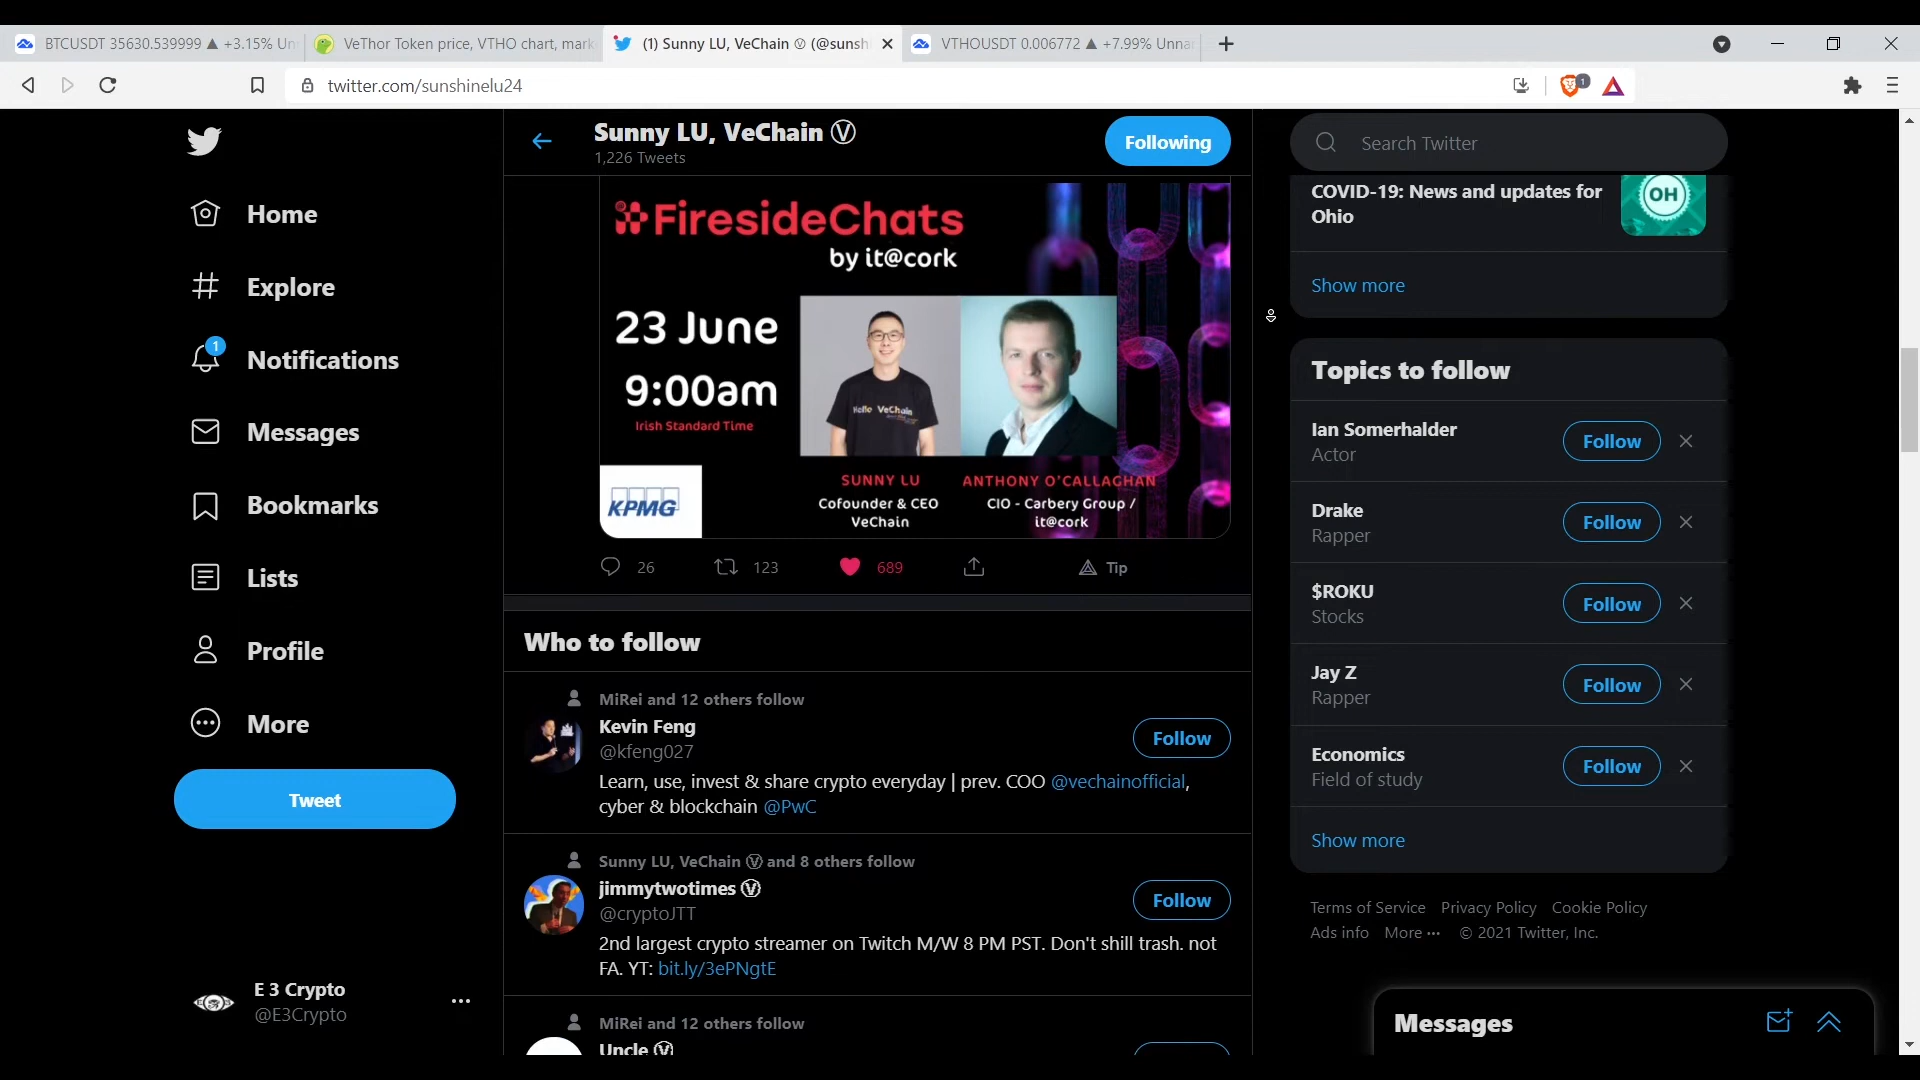 BTCUSDT 35630.539999 ▲ +3.15% Un
VeThor Token price, VTHO chart, mark
(1) Sunny LU, VeChain Ⓥ (@sunsh
VTHOUSDT 0.006772 ▲ +7.99% Unna
twitter.com/sunshinelu24
1
Home
Explore
1
Notifications
Messages
Bookmarks
Lists
Profile
More
Tweet
E 3 Crypto
@E3Crypto
Sunny LU, VeChain Ⓥ
1,226 Tweets
Following
FiresideChats
by it@cork
23 June
9:00am
Irish Standard Time
Hello VeChain
KPMG
SUNNY LU
Cofounder & CEO
VeChain
ANTHONY O'CALLAGHAN
CIO - Carbery Group /
it@cork
26
123
689
Tip
Who to follow
MiRei and 12 others follow
Kevin Feng
@kfeng027
Follow
Learn, use, invest & share crypto everyday | prev. COO @vechainofficial,
cyber & blockchain @PwC
Sunny LU, VeChain Ⓥ and 8 others follow
jimmytwotimes Ⓥ
@cryptoJTT
Follow
2nd largest crypto streamer on Twitch M/W 8 PM PST. Don't shill trash. not
FA. YT: bit.ly/3ePNgtE
MiRei and 12 others follow
Uncle Ⓥ
Search Twitter
COVID-19: News and updates for
Ohio
OH
Show more
Topics to follow
Ian Somerhalder
Actor
Follow
Drake
Rapper
Follow
$ROKU
Stocks
Follow
Jay Z
Rapper
Follow
Economics
Field of study
Follow
Show more
Terms of Service Privacy Policy Cookie Policy
Ads info More ··· © 2021 Twitter, Inc.
Messages